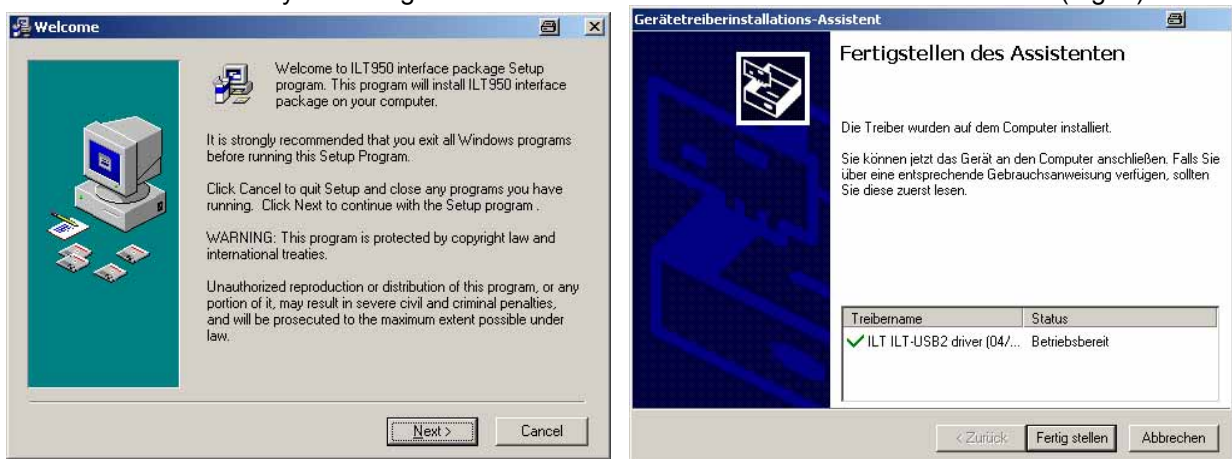 Welcome
Welcome to ILT950 interface package Setup
program. This program will install ILT950 interface
package on your computer.
It is strongly recommended that you exit all Windows programs
before running this Setup Program.
Click Cancel to quit Setup and close any programs you have
running. Click Next to continue with the Setup program .
WARNING: This program is protected by copyright law and
international treaties.
Unauthorized reproduction or distribution of this program, or any
portion of it, may result in severe civil and criminal penalties,
and will be prosecuted to the maximum extent possible under
law.
Next >
Cancel
Gerätetreiberinstallations-Assistent
Fertigstellen des Assistenten
Die Treiber wurden auf dem Computer installiert.
Sie können jetzt das Gerät an den Computer anschließen. Falls Sie
über eine entsprechende Gebrauchsanweisung verfügen, sollten
Sie diese zuerst lesen.
Treibername Status
ILT ILT-USB2 driver (04/... Betriebsbereit
< Zurück
Fertig stellen
Abbrechen